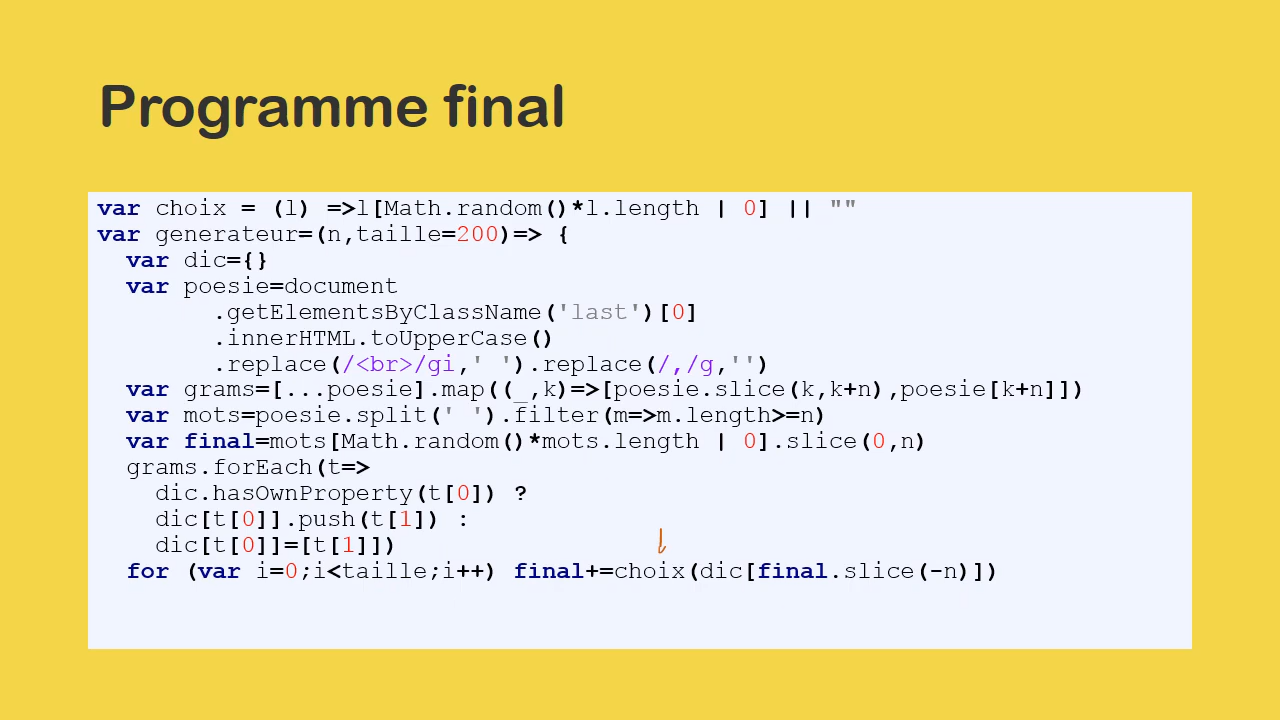 Programme final
var choix = (l) =>l[Math.random()*l.length | 0] || ""
var generateur=(n,taille=200)=> {
  var dic={}
  var poesie=document
        .getElementsByClassName('last')[0]
        .innerHTML.toUpperCase()
        .replace(/<br>/gi,' ').replace(/,/g,'')
  var grams=[...poesie].map((_,k)=>[poesie.slice(k,k+n),poesie[k+n]])
  var mots=poesie.split(' ').filter(m=>m.length>=n)
  var final=mots[Math.random()*mots.length | 0].slice(0,n)
  grams.forEach(t=>
    dic.hasOwnProperty(t[0]) ?
    dic[t[0]].push(t[1]) :
    dic[t[0]]=[t[1]])
  for (var i=0;i<taille;i++) final+=choix(dic[final.slice(-n)])